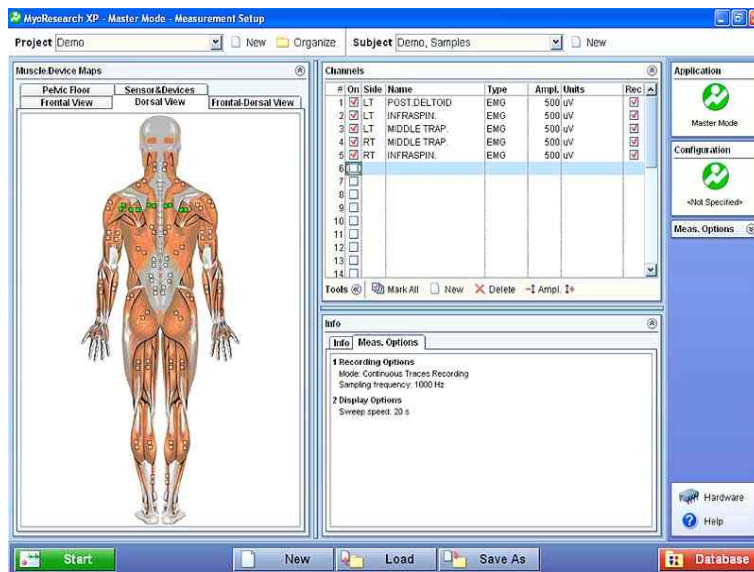 MyoResearch XP - Master Mode - Measurement Setup
Project Demo New Organize Subject Demo, Samples New
Muscle/Device Maps
Pelvic Floor Sensor&Devices
Frontal View Dorsal View Frontal-Dorsal View
Channels
# On Side Name Type Ampl. Units Rec
1 LT POST.DELTOID EMG 500 uV
2 LT INFRASPIN. EMG 500 uV
3 LT MIDDLE TRAP. EMG 500 uV
4 RT MIDDLE TRAP. EMG 500 uV
5 RT INFRASPIN. EMG 500 uV
6
7
8
9
10
11
12
13
14
Tools Mark All New Delete Ampl.
Info
Info Meas. Options
1 Recording Options
Mode: Continuous Traces Recording
Sampling frequency: 1000 Hz
2 Display Options
Sweep speed: 20 s
Application
Master Mode
Configuration
<Not Specified>
Meas. Options
Hardware
Help
Start New Load Save As Database